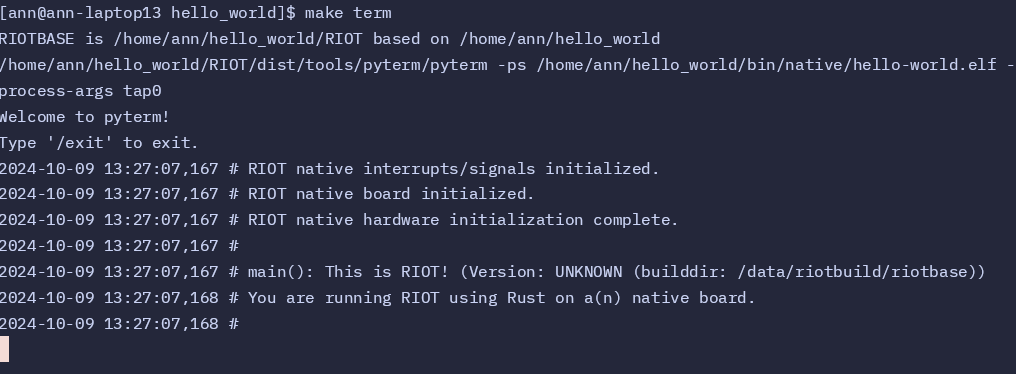 [ann@ann-laptop13 hello_world]$ make term
RIOTBASE is /home/ann/hello_world/RIOT based on /home/ann/hello_world
/home/ann/hello_world/RIOT/dist/tools/pyterm/pyterm -ps /home/ann/hello_world/bin/native/hello-world.elf -
process-args tap0
Welcome to pyterm!
Type '/exit' to exit.
2024-10-09 13:27:07,167 # RIOT native interrupts/signals initialized.
2024-10-09 13:27:07,167 # RIOT native board initialized.
2024-10-09 13:27:07,167 # RIOT native hardware initialization complete.
2024-10-09 13:27:07,167 #
2024-10-09 13:27:07,167 # main(): This is RIOT! (Version: UNKNOWN (builddir: /data/riotbuild/riotbase))
2024-10-09 13:27:07,168 # You are running RIOT using Rust on a(n) native board.
2024-10-09 13:27:07,168 #